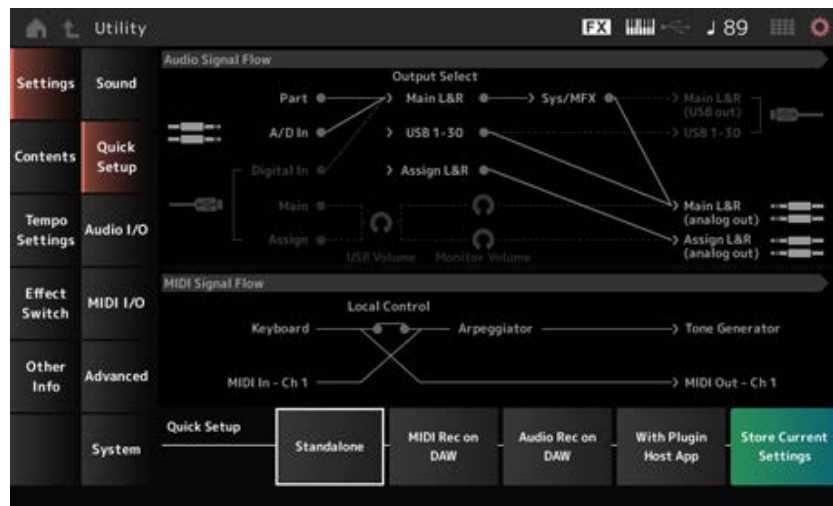 Utility
FX
89
Settings
Contents
Tempo
Settings
Effect
Switch
Other
Info
Sound
Quick
Setup
Audio I/O
MIDI I/O
Advanced
System
Audio Signal Flow
Output Select
Part
Main L&R
Sys/MFX
Main L&R
(USB out)
A/D In
USB 1-30
USB 1-30
Digital In
Assign L&R
Main
Main L&R
(analog out)
Assign
Assign L&R
(analog out)
USB Volume
Monitor Volume
MIDI Signal Flow
Local Control
Keyboard
Arpeggiator
Tone Generator
MIDI In - Ch 1
MIDI Out - Ch 1
Quick Setup
Standalone
MIDI Rec on
DAW
Audio Rec on
DAW
With Plugin
Host App
Store Current
Settings